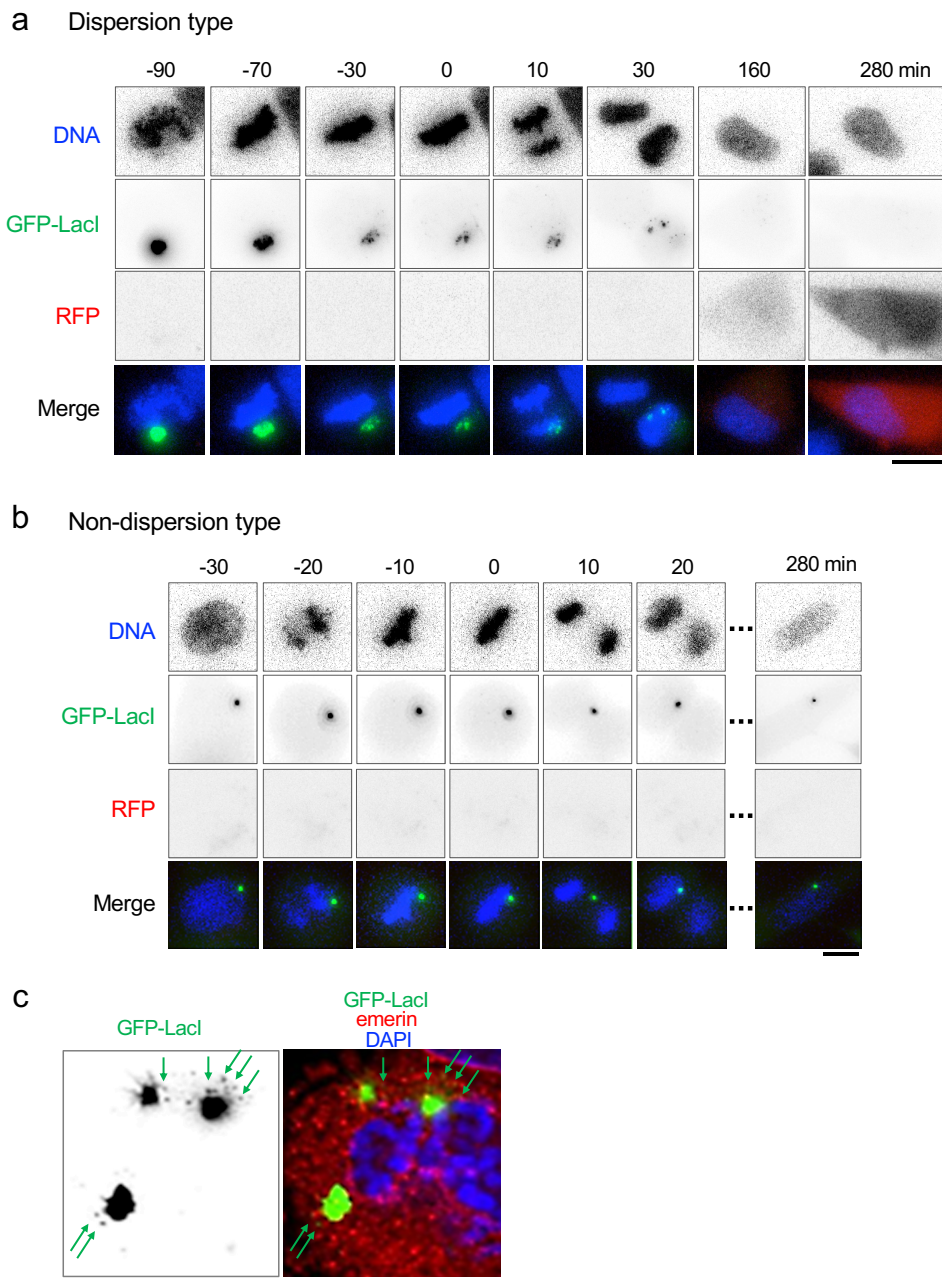 a Dispersion type
-90 -70 -30 0 10 30 160 280 min
DNA
GFP-LacI
RFP
Merge
b Non-dispersion type
-30 -20 -10 0 10 20 280 min
DNA ...
GFP-LacI ...
RFP ...
Merge ...
c
GFP-LacI
GFP-LacI
emerin
DAPI